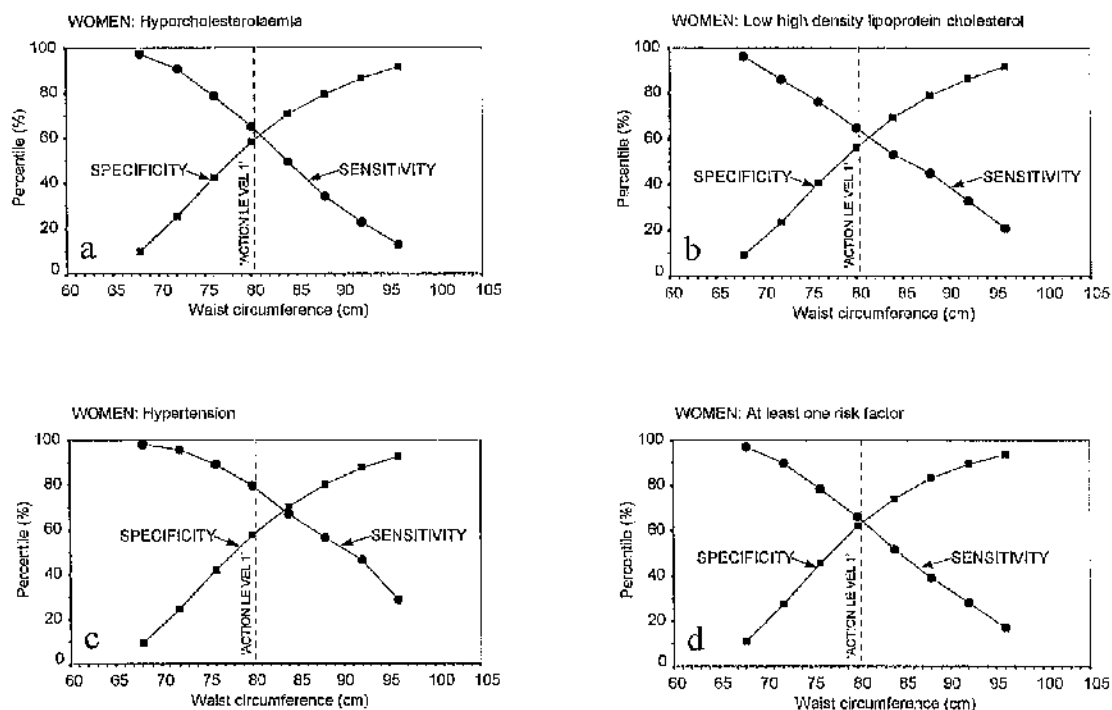 WOMEN: Hyporcholesterolaemia
100
80
60
40
20
0
Percentile (%)
SPECIFICITY
SENSITIVITY
'ACTION LEVEL 1'
a
60 65 70 75 80 85 90 95 100 105
Waist circumference (cm)
WOMEN: Low high density lipoprotein cholesterol
100
80
60
40
20
0
Percentile (%)
SPECIFICITY
SENSITIVITY
'ACTION LEVEL 1'
b
60 65 70 75 80 85 90 95 100 105
Waist circumference (cm)
WOMEN: Hypertension
100
80
60
40
20
0
Percentile (%)
SPECIFICITY
SENSITIVITY
'ACTION LEVEL 1'
c
60 65 70 75 80 85 90 95 100 105
Waist circumference (cm)
WOMEN: At least one risk factor
100
80
60
40
20
0
Percentile (%)
SPECIFICITY
SENSITIVITY
'ACTION LEVEL 1'
d
60 65 70 75 80 85 90 95 100 105
Waist circumference (cm)